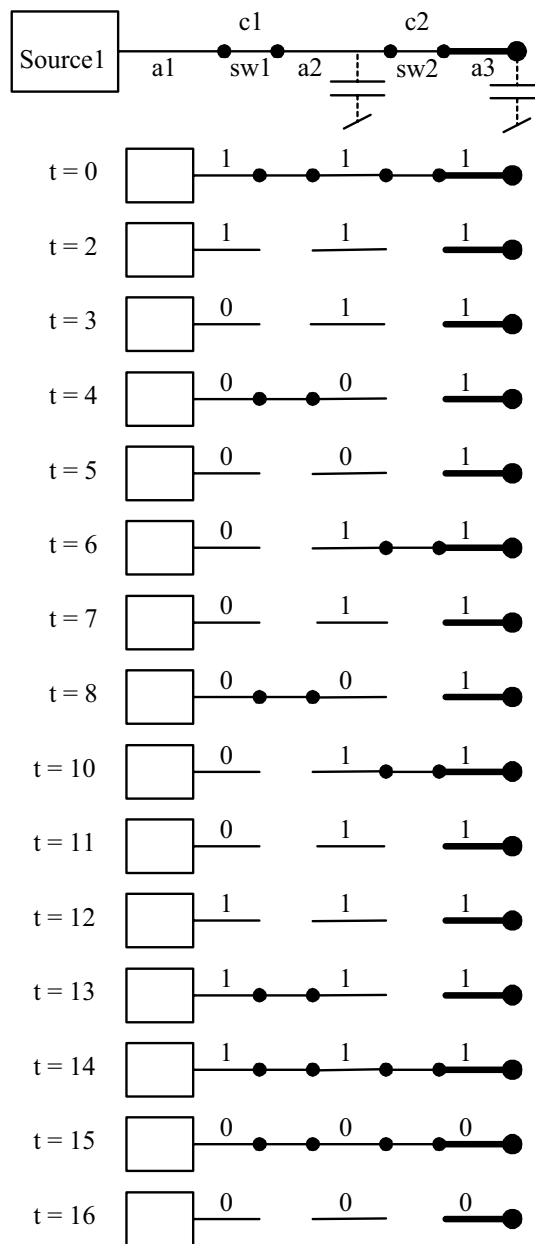 c1 c2
Source1
a1 sw1 a2 sw2 a3
t = 0 1 1 1
t = 2 1 1 1
t = 3 0 1 1
t = 4 0 0 1
t = 5 0 0 1
t = 6 0 1 1
t = 7 0 1 1
t = 8 0 0 1
t = 10 0 1 1
t = 11 0 1 1
t = 12 1 1 1
t = 13 1 1 1
t = 14 1 1 1
t = 15 0 0 0
t = 16 0 0 0